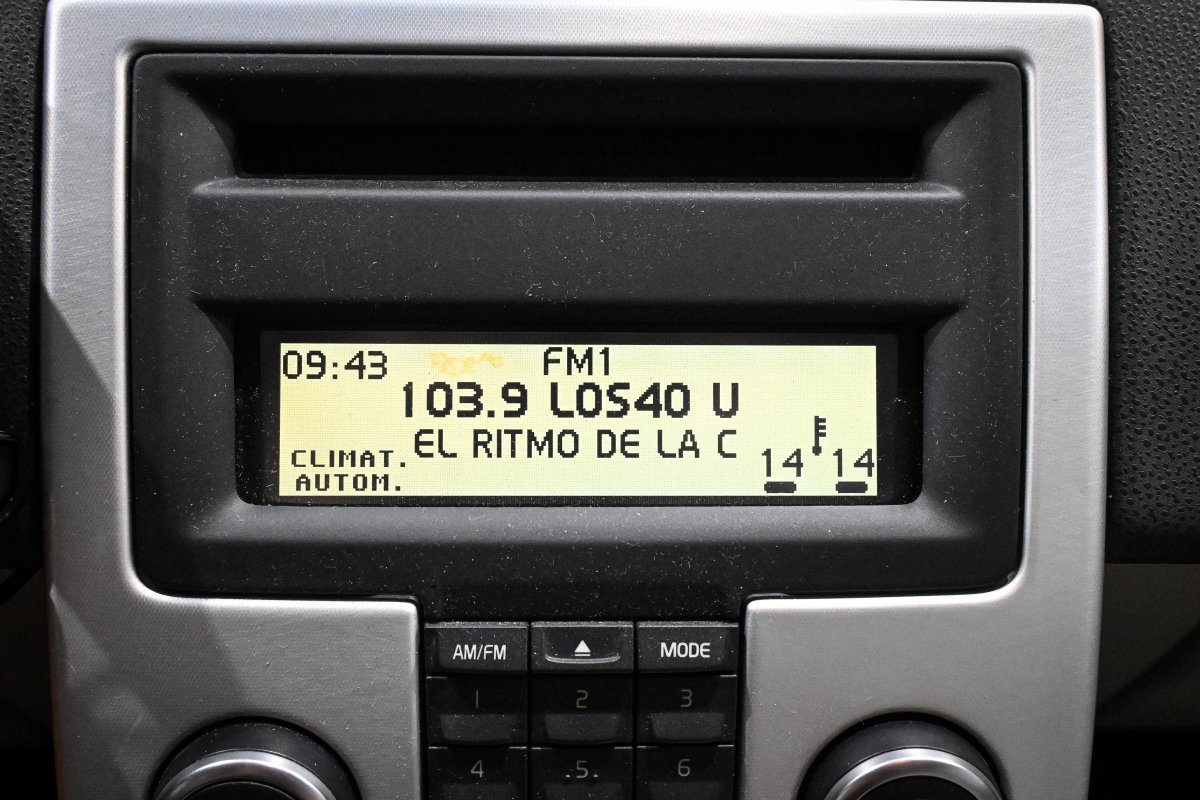 09:43 FM1
103.9 LOS40 U
EL RITMO DE LA C
CLIMAT.
AUTOM.
14 14
AM/FM MODE
1 2 3
4 .5. 6